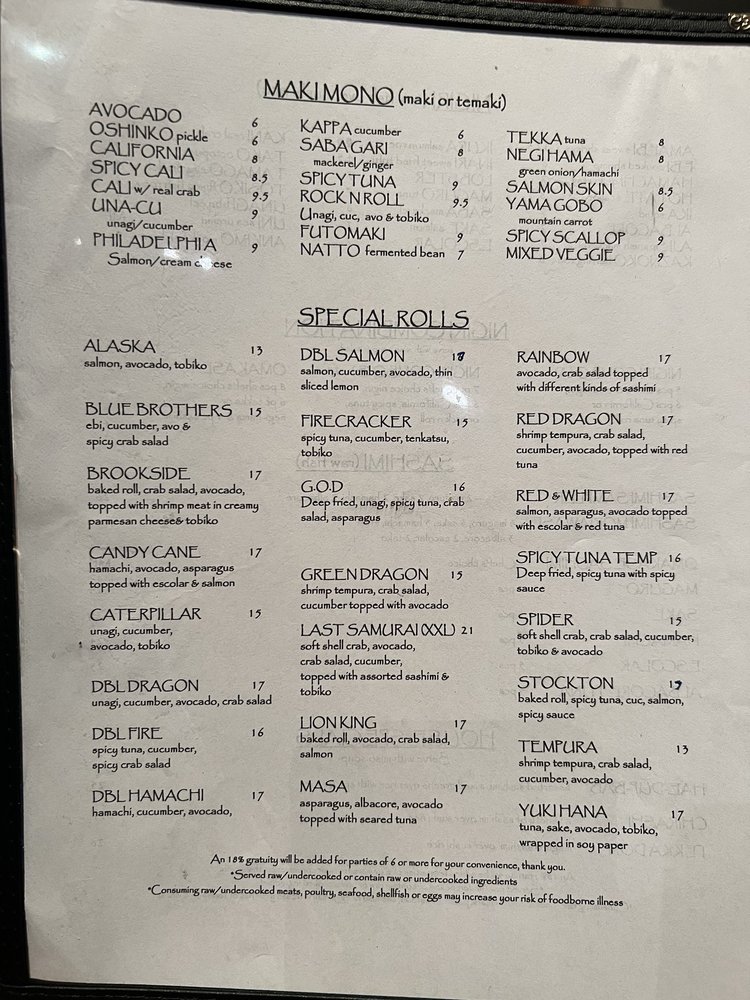 MAKI MONO (maki or temaki)
AVOCADO 6
OSHINKO pickle 6
CALIFORNIA 8
SPICY CALI 8.5
CALI w/ real crab 9.5
UNA-CU 9
unagi/cucumber
PHILADELPHIA 9
Salmon/cream cheese
KAPPA cucumber 6
SABA GARI 8
mackerel/ginger
SPICY TUNA 9
ROCK N ROLL 9.5
Unagi, cuc, avo & tobiko
FUTOMAKI 9
NATTO fermented bean 7
TEKKA tuna 8
NEGI HAMA 8
green onion/hamachi
SALMON SKIN 8.5
YAMA GOBO 6
mountain carrot
SPICY SCALLOP 9
MIXED VEGGIE 9
SPECIAL ROLLS
ALASKA 13
salmon, avocado, tobiko
BLUE BROTHERS 15
ebi, cucumber, avo &
spicy crab salad
BROOKSIDE 17
baked roll, crab salad, avocado,
topped with shrimp meat in creamy
parmesan cheese& tobiko
CANDY CANE 17
hamachi, avocado, asparagus
topped with escolar & salmon
CATERPILLAR 15
unagi, cucumber,
avocado, tobiko
DBL DRAGON 17
unagi, cucumber, avocado, crab salad
DBL FIRE 16
spicy tuna, cucumber,
spicy crab salad
DBL HAMACHI 17
hamachi, cucumber, avocado,
DBL SALMON
salmon, cucumber, avocado, thin
sliced lemon
FIRECRACKER 15
spicy tuna, cucumber, tenkatsu,
tobiko
G.O.D 16
Deep fried, unagi, spicy tuna, crab
salad, asparagus
GREEN DRAGON 15
shrimp tempura, crab salad,
cucumber topped with avocado
LAST SAMURAI (XXL) 21
soft shell crab, avocado,
crab salad, cucumber,
topped with assorted sashimi &
tobiko
LION KING 17
baked roll, avocado, crab salad,
salmon
MASA 17
asparagus, albacore, avocado
topped with seared tuna
RAINBOW 17
avocado, crab salad topped
with different kinds of sashimi
RED DRAGON 17
shrimp tempura, crab salad,
cucumber, avocado, topped with red
tuna
RED & WHITE 17
salmon, asparagus, avocado topped
with escolar & red tuna
SPICY TUNA TEMP 16
Deep fried, spicy tuna with spicy
sauce
SPIDER 15
soft shell crab, crab salad, cucumber,
tobiko & avocado
STOCKTON
baked roll, spicy tuna, cuc, salmon,
spicy sauce
TEMPURA 13
shrimp tempura, crab salad,
cucumber, avocado
YUKI HANA 17
tuna, sake, avocado, tobiko,
wrapped in soy paper
An 18% gratuity will be added for parties of 6 or more for your convenience, thank you.
*Served raw/undercooked or contain raw or undercooked ingredients
*Consuming raw/undercooked meats, poultry, seafood, shellfish or eggs may increase your risk of foodborne illness